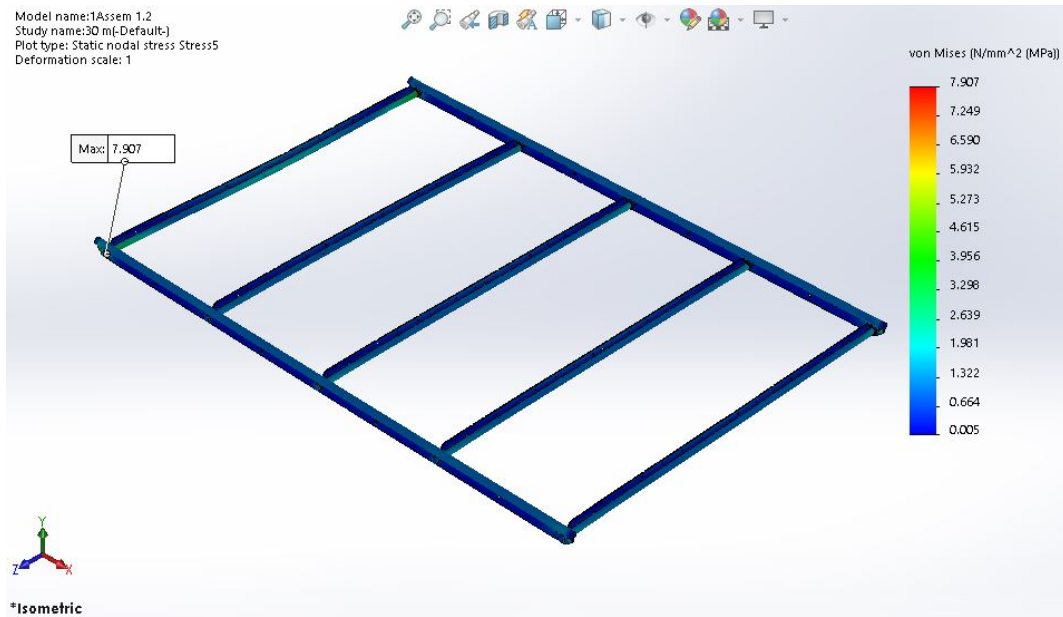 Model name:1Assem 1.2
Study name:30 m(-Default-)
Plot type: Static nodal stress Stress5
Deformation scale: 1
von Mises (N/mm^2 (MPa))
7.907
7.249
6.590
5.932
5.273
4.615
3.956
3.298
2.639
1.981
1.322
0.664
0.005
Max: 7.907
Y
Z
X
*Isometric